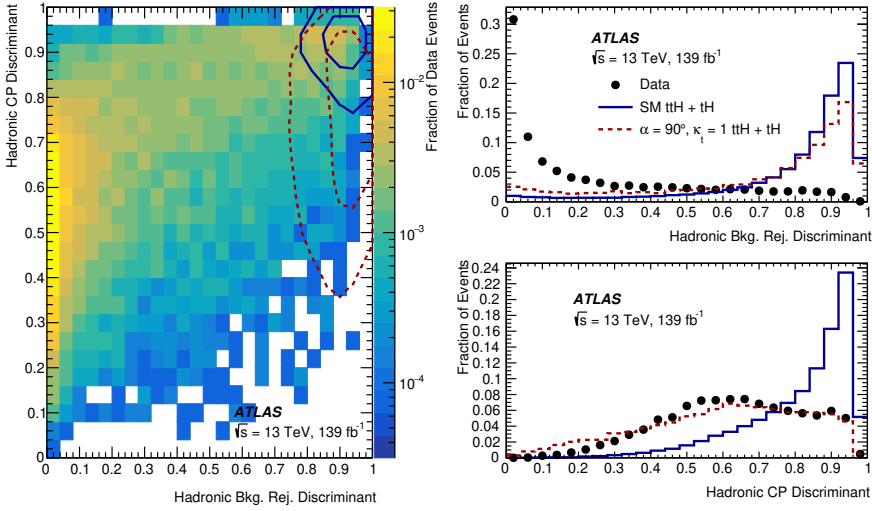 Hadronic CP Discriminant
1
0.9
0.8
0.7
0.6
0.5
0.4
0.3
0.2
0.1
0
0 0.1 0.2 0.3 0.4 0.5 0.6 0.7 0.8 0.9 1
Hadronic Bkg. Rej. Discriminant
ATLAS
√s = 13 TeV, 139 fb⁻¹
Fraction of Data Events
10⁻²
10⁻³
10⁻⁴
Fraction of Events
0.3
0.25
0.2
0.15
0.1
0.05
0
ATLAS
√s = 13 TeV, 139 fb⁻¹
Data
SM ttH + tH
α = 90°, κₜ = 1 ttH + tH
0 0.1 0.2 0.3 0.4 0.5 0.6 0.7 0.8 0.9 1
Hadronic Bkg. Rej. Discriminant
Fraction of Events
0.24
0.22
0.2
0.18
0.16
0.14
0.12
0.1
0.08
0.06
0.04
0.02
0
ATLAS
√s = 13 TeV, 139 fb⁻¹
0 0.1 0.2 0.3 0.4 0.5 0.6 0.7 0.8 0.9 1
Hadronic CP Discriminant